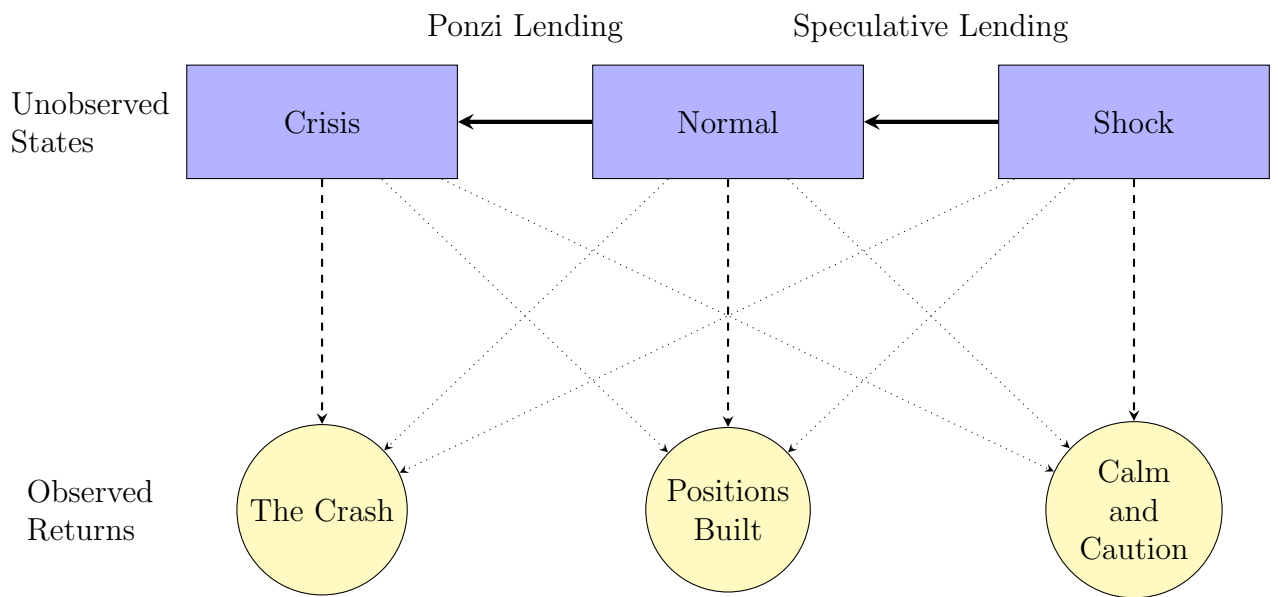 Ponzi Lending
Speculative Lending
Unobserved
States
Crisis
Normal
Shock
Observed
Returns
The Crash
Positions
Built
Calm
and
Caution